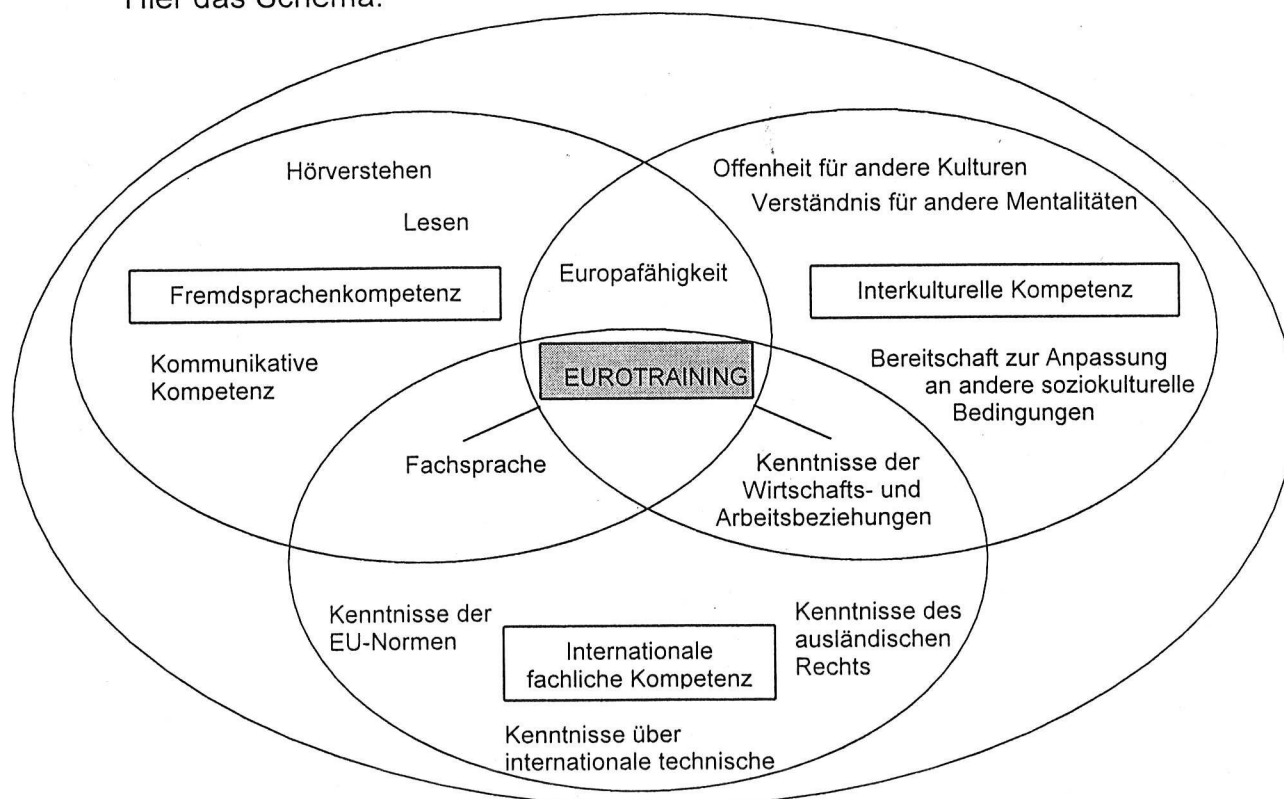 Hier das Schema:
Hörverstehen
Lesen
Fremdsprachenkompetenz
Kommunikative
Kompetenz
Offenheit für andere Kulturen
Verständnis für andere Mentalitäten
Europafähigkeit
Interkulturelle Kompetenz
Bereitschaft zur Anpassung
an andere soziokulturelle
Bedingungen
EUROTRAINING
Fachsprache
Kenntnisse der
Wirtschafts- und
Arbeitsbeziehungen
Kenntnisse der
EU-Normen
Internationale
fachliche Kompetenz
Kenntnisse des
ausländischen
Rechts
Kenntnisse über
internationale technische